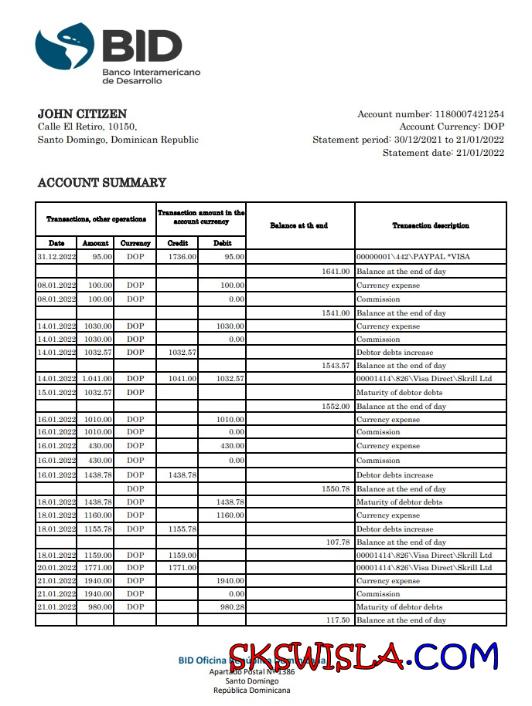 BID
Banco Interamericano
de Desarrollo
JOHN CITIZEN
Calle El Retiro, 10150,
Santo Domingo, Dominican Republic
Account number: 1180007421254
Account Currency: DOP
Statement period: 30/12/2021 to 21/01/2022
Statement date: 21/01/2022
ACCOUNT SUMMARY
Transactions, other operations Transaction amount in the account currency Balance at th end Transaction description
Date Amount Currency Credit Debit
31.12.2022 95.00 DOP 1736.00 95.00 00000001\442\PAYPAL *VISA
1641.00 Balance at the end of day
08.01.2022 100.00 DOP 100.00 Currency expense
08.01.2022 100.00 DOP 0.00 Commission
1541.00 Balance at the end of day
14.01.2022 1030.00 DOP 1030.00 Currency expense
14.01.2022 1030.00 DOP 0.00 Commission
14.01.2022 1032.57 DOP 1032.57 Debtor debts increase
1543.57 Balance at the end of day
14.01.2022 1.041.00 DOP 1041.00 1032.57 00001414\826\Visa Direct\Skrill Ltd
15.01.2022 1032.57 DOP Maturity of debtor debts
1552.00 Balance at the end of day
16.01.2022 1010.00 DOP 1010.00 Currency expense
16.01.2022 1010.00 DOP 0.00 Commission
16.01.2022 430.00 DOP 430.00 Currency expense
16.01.2022 430.00 DOP 0.00 Commission
16.01.2022 1438.78 DOP 1438.78 Debtor debts increase
DOP 1550.78 Balance at the end of day
18.01.2022 1438.78 DOP 1438.78 Maturity of debtor debts
18.01.2022 1160.00 DOP 1160.00 Currency expense
18.01.2022 1155.78 DOP 1155.78 Debtor debts increase
107.78 Balance at the end of day
18.01.2022 1159.00 DOP 1159.00 00001414\826\Visa Direct\Skrill Ltd
20.01.2022 1771.00 DOP 1771.00 00001414\826\Visa Direct\Skrill Ltd
21.01.2022 1940.00 DOP 1940.00 Currency expense
21.01.2022 1940.00 DOP 0.00 Commission
21.01.2022 980.00 DOP 980.28 Maturity of debtor debts
117.50 Balance at the end of day
SKSWISLA.COM
BID Oficina
Apartado Postal Nº 1386
Santo Domingo
República Dominicana